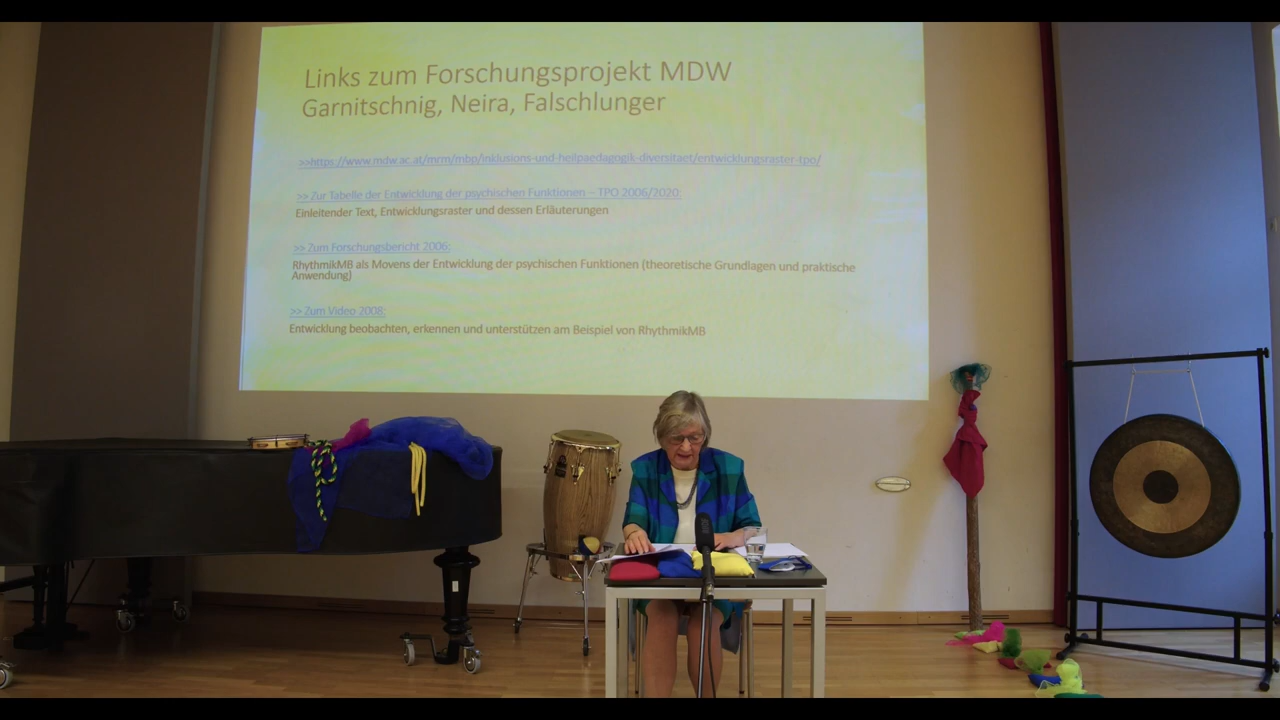 Links zum Forschungsprojekt MDW
Garnitschnig, Neira, Falschlunger
>>https://www.mdw.ac.at/mrm/mbp/inklusions-und-heilpaedagogik-diversitaet/entwicklungsraster-tpo/
>> Zur Tabelle der Entwicklung der psychischen Funktionen – TPO 2006/2020:
Einleitender Text, Entwicklungsraster und dessen Erläuterungen
>> Zum Forschungsbericht 2006:
RhythmikMB als Movens der Entwicklung der psychischen Funktionen (theoretische Grundlagen und praktische
Anwendung)
>> Zum Video 2008:
Entwicklung beobachten, erkennen und unterstützen am Beispiel von RhythmikMB